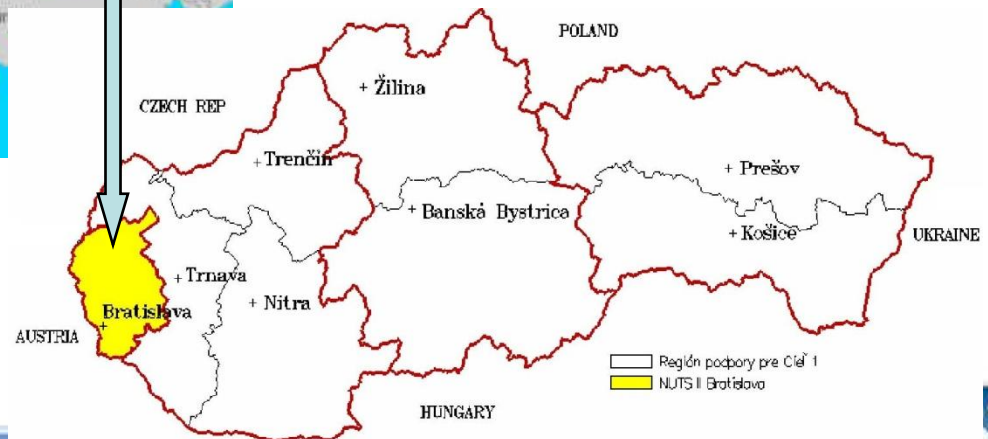 POLAND
Žilina
CZECH REP
Trenčín
Prešov
Banská Bystrica
Košice
UKRAINE
Trnava
Nitra
Bratislava
AUSTRIA
Región podpory pre Cieľ 1
NUTS II Bratislava
HUNGARY